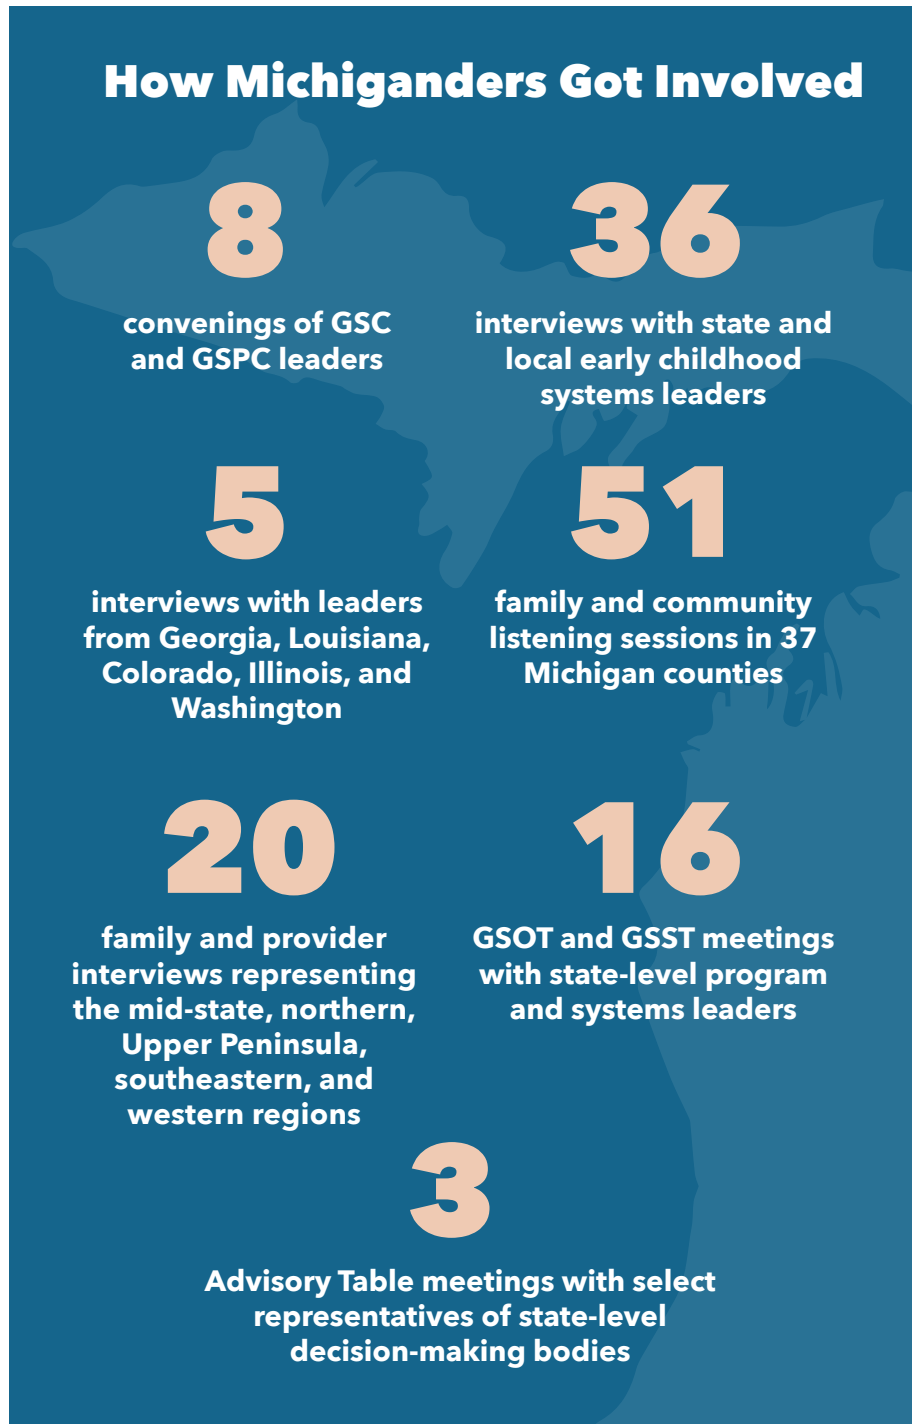 How Michiganders Got Involved
8
convenings of GSC
and GSPC leaders
36
interviews with state and
local early childhood
systems leaders
5
interviews with leaders
from Georgia, Louisiana,
Colorado, Illinois, and
Washington
51
family and community
listening sessions in 37
Michigan counties
20
family and provider
interviews representing
the mid-state, northern,
Upper Peninsula,
southeastern, and
western regions
16
GSOT and GSST meetings
with state-level program
and systems leaders
3
Advisory Table meetings with select
representatives of state-level
decision-making bodies